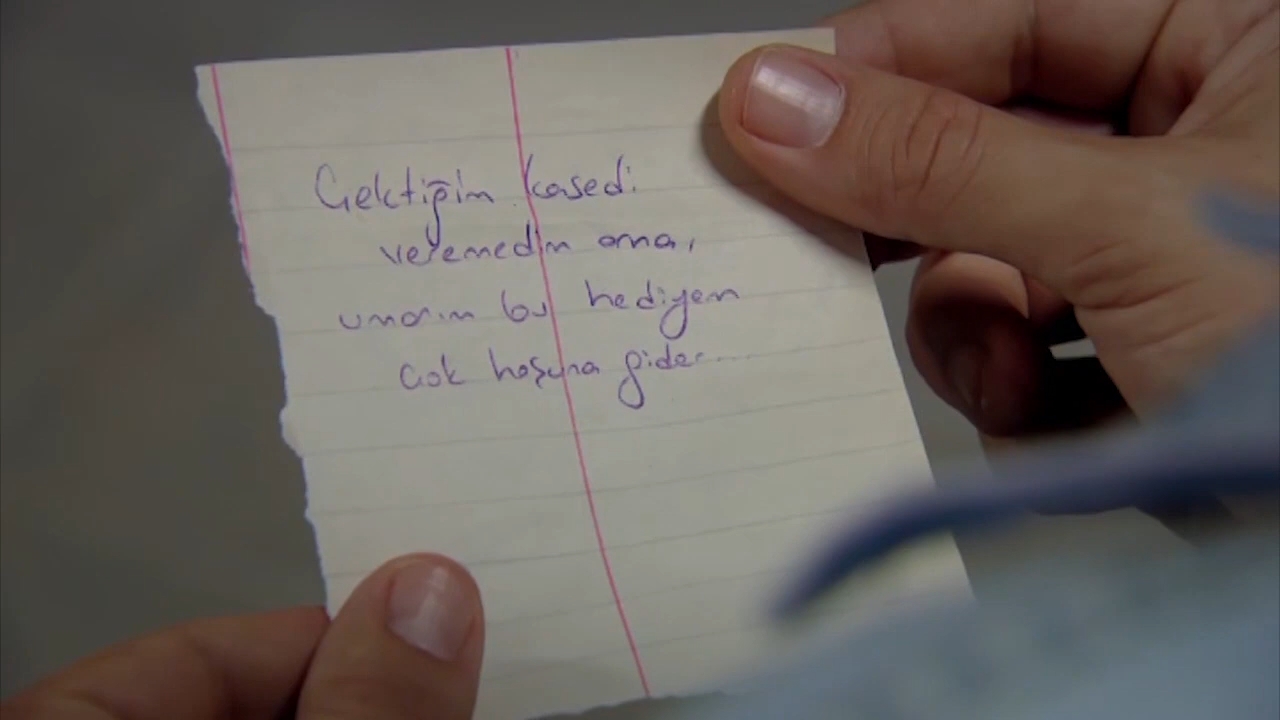 Çektiğim kasedi
veremedim ama,
umarım bu hediyem
çok hoşuna gider....